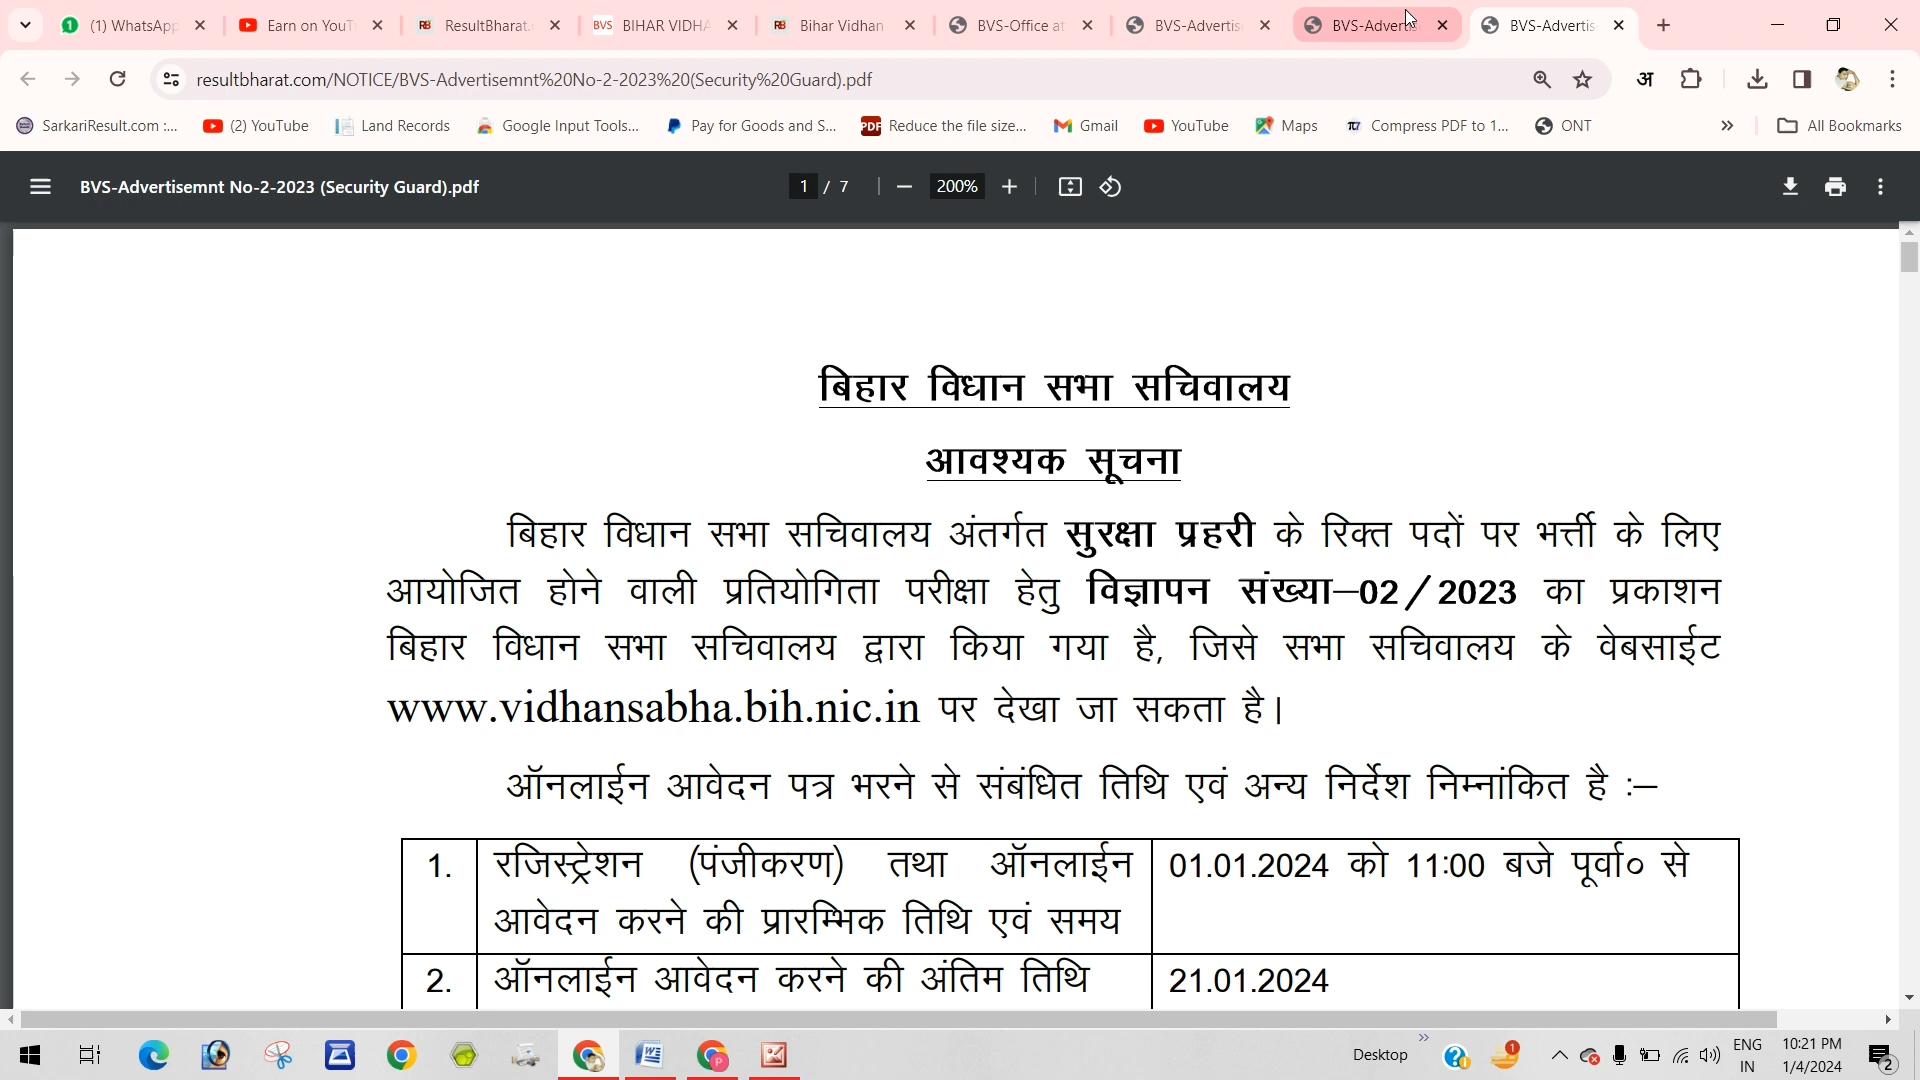 (1) WhatsApp
Earn on YouT
ResultBharat.
BVS BIHAR VIDHA
Bihar Vidhan
BVS-Office at
BVS-Advertis
BVS-Advertis
BVS-Advertis
resultbharat.com/NOTICE/BVS-Advertisemnt%20No-2-2023%20(Security%20Guard).pdf
अ
SarkariResult.com :...
(2) YouTube
Land Records
Google Input Tools...
Pay for Goods and S...
PDF Reduce the file size...
Gmail
YouTube
Maps
Compress PDF to 1...
ONT
All Bookmarks
BVS-Advertisemnt No-2-2023 (Security Guard).pdf
1 / 7
200%
बिहार विधान सभा सचिवालय
आवश्यक सूचना
बिहार विधान सभा सचिवालय अंतर्गत सुरक्षा प्रहरी के रिक्त पदों पर भर्त्ती के लिए
आयोजित होने वाली प्रतियोगिता परीक्षा हेतु विज्ञापन संख्या–02/2023 का प्रकाशन
बिहार विधान सभा सचिवालय द्वारा किया गया है, जिसे सभा सचिवालय के वेबसाईट
www.vidhansabha.bih.nic.in पर देखा जा सकता है।
ऑनलाईन आवेदन पत्र भरने से संबंधित तिथि एवं अन्य निर्देश निम्नांकित है :–
1. रजिस्ट्रेशन (पंजीकरण) तथा ऑनलाईन 01.01.2024 को 11:00 बजे पूर्वा० से
आवेदन करने की प्रारम्भिक तिथि एवं समय
2. ऑनलाईन आवेदन करने की अंतिम तिथि 21.01.2024
Desktop
1
ENG
IN
10:21 PM
1/4/2024
2